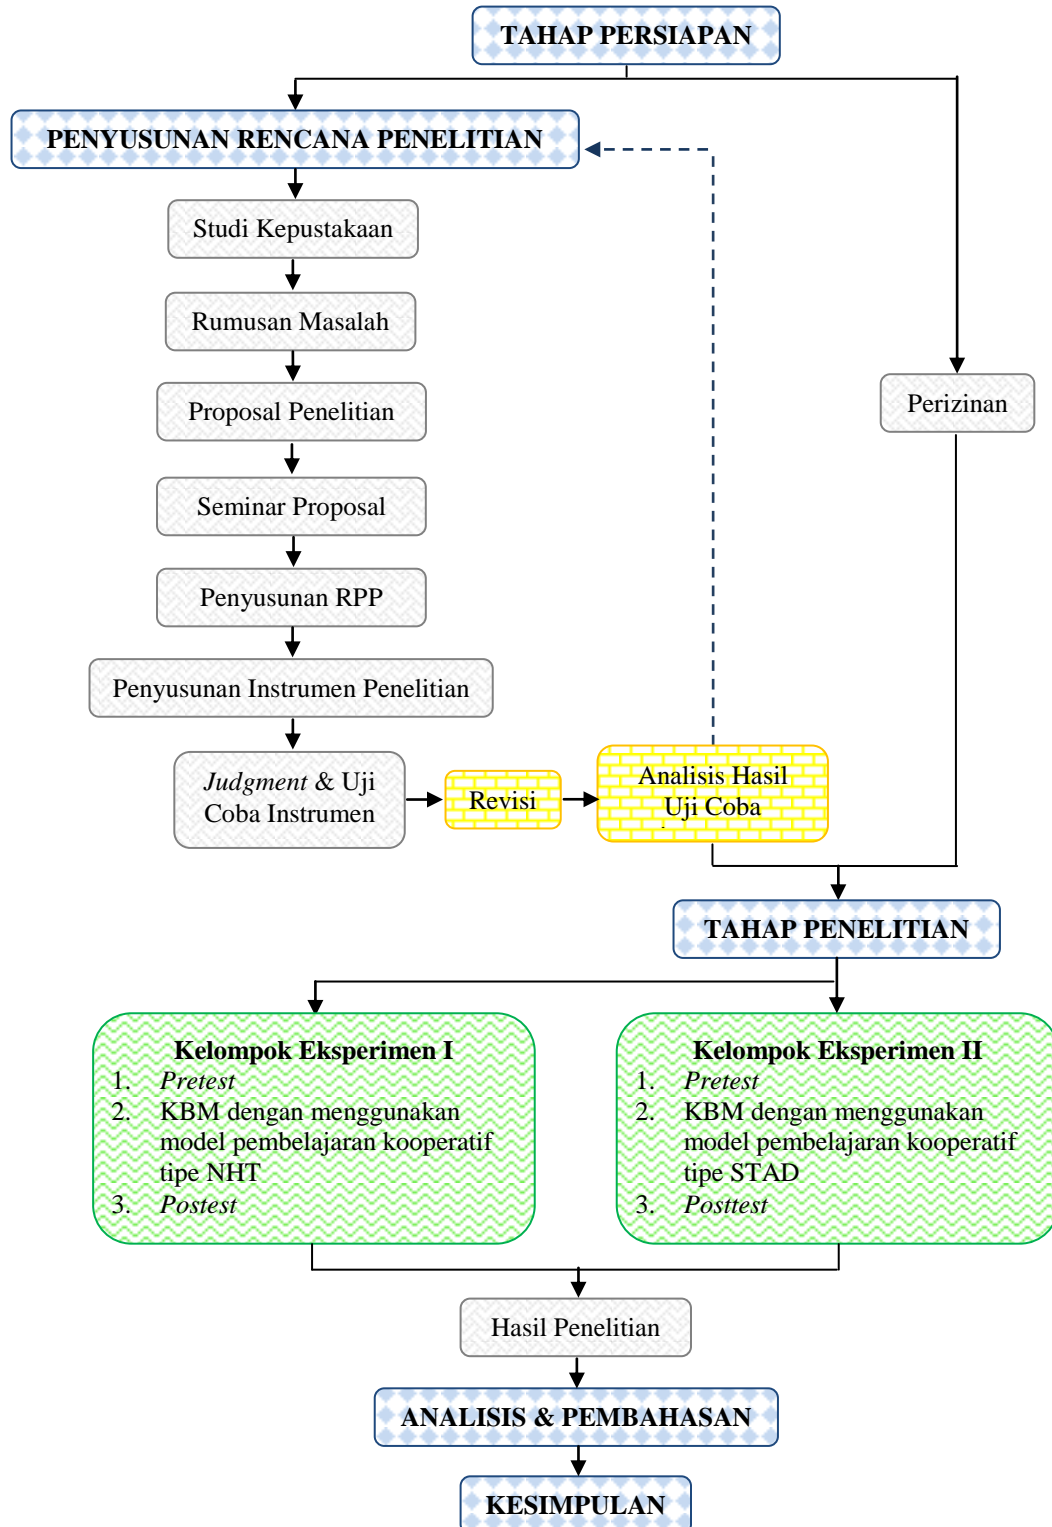 TAHAP PERSIAPAN
PENYUSUNAN RENCANA PENELITIAN
Studi Kepustakaan
Rumusan Masalah
Proposal Penelitian
Perizinan
Seminar Proposal
Penyusunan RPP
Penyusunan Instrumen Penelitian
Judgment & Uji
Coba Instrumen
Revisi
Analisis Hasil
Uji Coba
TAHAP PENELITIAN
Kelompok Eksperimen I
1. Pretest
2. KBM dengan menggunakan
model pembelajaran kooperatif
tipe NHT
3. Postest
Kelompok Eksperimen II
1. Pretest
2. KBM dengan menggunakan
model pembelajaran kooperatif
tipe STAD
3. Posttest
Hasil Penelitian
ANALISIS & PEMBAHASAN
KESIMPULAN